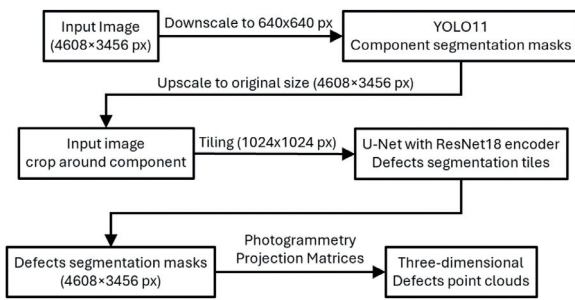 Input Image
(4608×3456 px)
Downscale to 640x640 px
YOLO11
Component segmentation masks
Upscale to original size (4608×3456 px)
Input image
crop around component
Tiling (1024x1024 px)
U-Net with ResNet18 encoder
Defects segmentation tiles
Defects segmentation masks
(4608×3456 px)
Photogrammetry
Projection Matrices
Three-dimensional
Defects point clouds